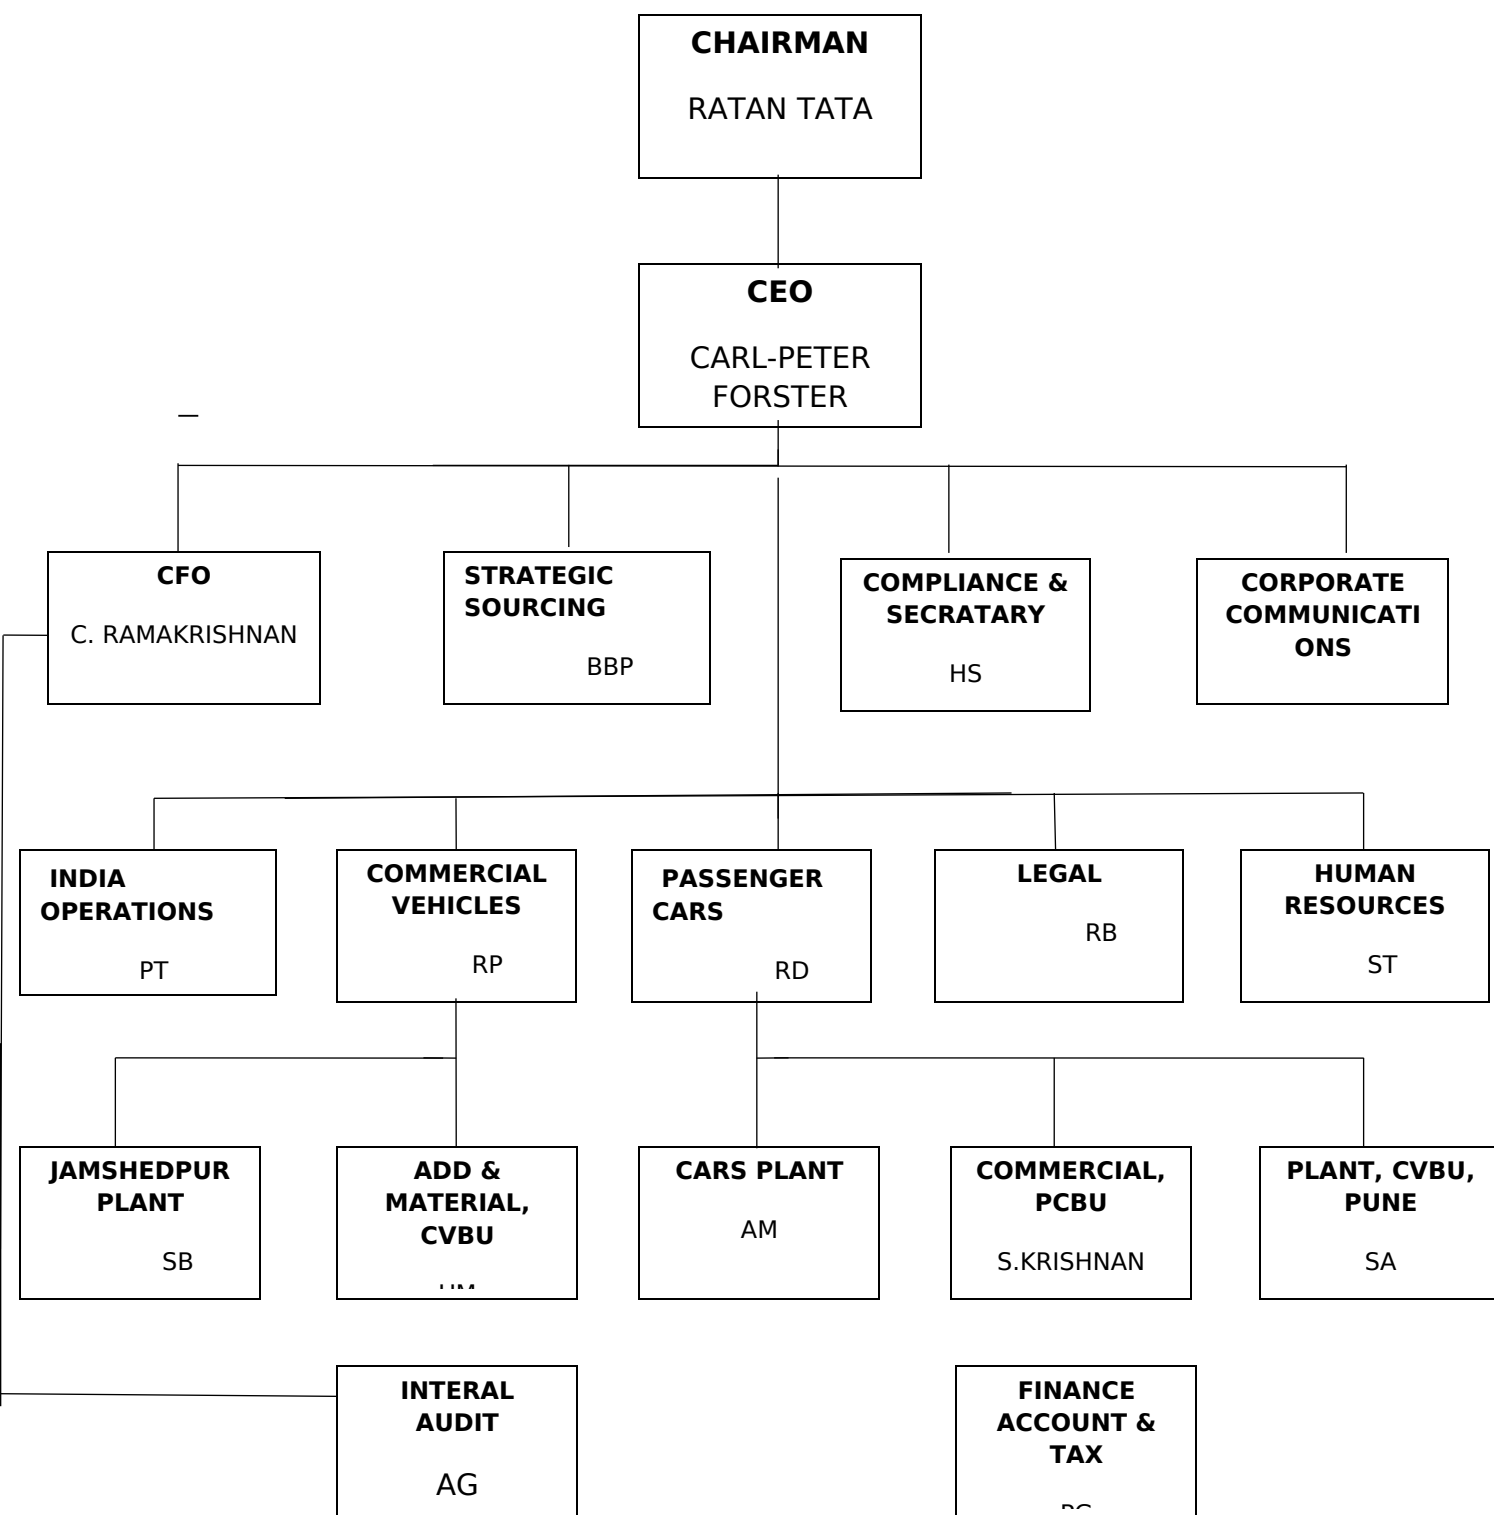 CHAIRMAN
RATAN TATA
CEO
CARL-PETER
FORSTER
CFO
C. RAMAKRISHNAN
STRATEGIC
SOURCING
BBP
COMPLIANCE &
SECRATARY
HS
CORPORATE
COMMUNICATI
ONS
INDIA
OPERATIONS
PT
COMMERCIAL
VEHICLES
RP
PASSENGER
CARS
RD
LEGAL
RB
HUMAN
RESOURCES
ST
JAMSHEDPUR
PLANT
SB
ADD &
MATERIAL,
CVBU
CARS PLANT
AM
COMMERCIAL,
PCBU
S.KRISHNAN
PLANT, CVBU,
PUNE
SA
INTERAL
AUDIT
AG
FINANCE
ACCOUNT &
TAX